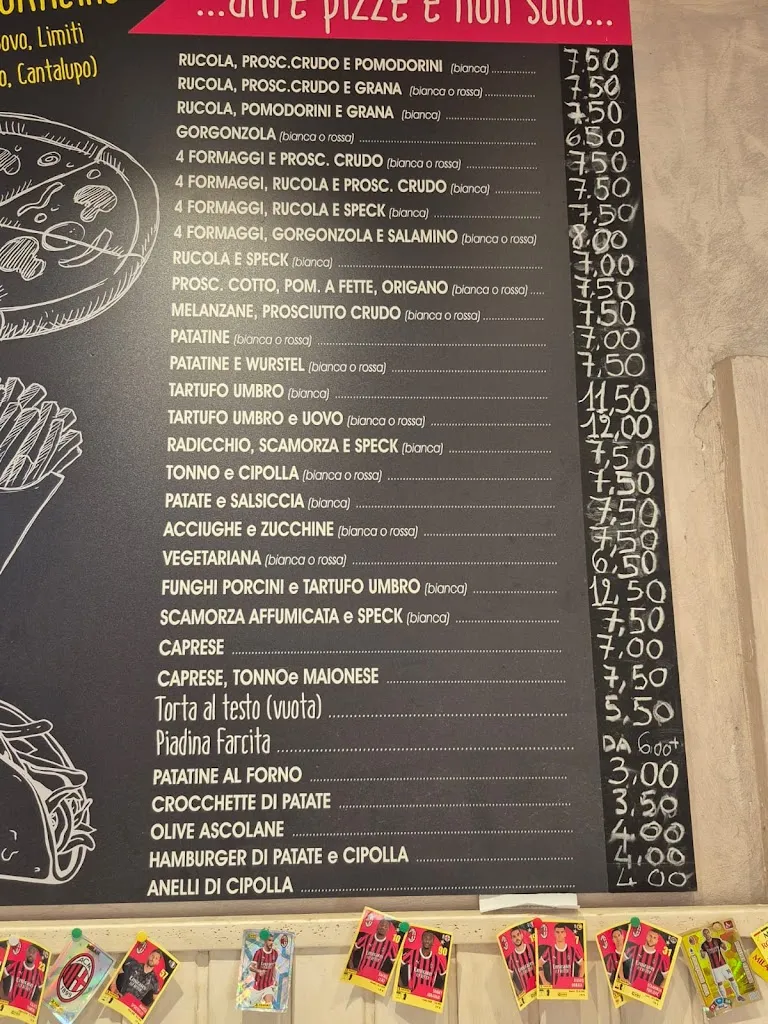 ...altre pizze e non solo...
ovo, Limiti
o, Cantalupo)
RUCOLA, PROSC.CRUDO E POMODORINI (bianca) ............ 7.50
RUCOLA, PROSC.CRUDO E GRANA (bianca o rossa) ............ 7.50
RUCOLA, POMODORINI E GRANA (bianca) ............ 7.50
GORGONZOLA (bianca o rossa) ............ 6.50
4 FORMAGGI E PROSC. CRUDO (bianca o rossa) ............ 7.50
4 FORMAGGI, RUCOLA E PROSC. CRUDO (bianca) ............ 7.50
4 FORMAGGI, RUCOLA E SPECK (bianca) ............ 7,50
4 FORMAGGI, GORGONZOLA E SALAMINO (bianca o rossa) 8,00
RUCOLA E SPECK (bianca) ............ 7,00
PROSC. COTTO, POM. A FETTE, ORIGANO (bianca o rossa) ..... 7,50
MELANZANE, PROSCIUTTO CRUDO (bianca o rossa) ............ 7,50
PATATINE (bianca o rossa) ............ 7,00
PATATINE E WURSTEL (bianca o rossa) ............ 7,50
TARTUFO UMBRO (bianca) ............ 11,50
TARTUFO UMBRO e UOVO (bianca o rossa) ............ 12,00
RADICCHIO, SCAMORZA E SPECK (bianca) ............ 7,50
TONNO e CIPOLLA (bianca o rossa) ............ 7,50
PATATE e SALSICCIA (bianca) ............ 7,50
ACCIUGHE e ZUCCHINE (bianca o rossa) ............ 7,50
VEGETARIANA (bianca o rossa) ............ 6,50
FUNGHI PORCINI e TARTUFO UMBRO (bianca) ............ 12,50
SCAMORZA AFFUMICATA e SPECK (bianca) ............ 7,50
CAPRESE ............ 7,00
CAPRESE, TONNOe MAIONESE ............ 7,50
Torta al testo (vuota) ............ 5,50
Piadina Farcita ............ DA 6,00+
PATATINE AL FORNO ............ 3,00
CROCCHETTE DI PATATE ............ 3,50
OLIVE ASCOLANE ............ 4,00
HAMBURGER DI PATATE e CIPOLLA ............ 4,00
ANELLI DI CIPOLLA ............ 4,00